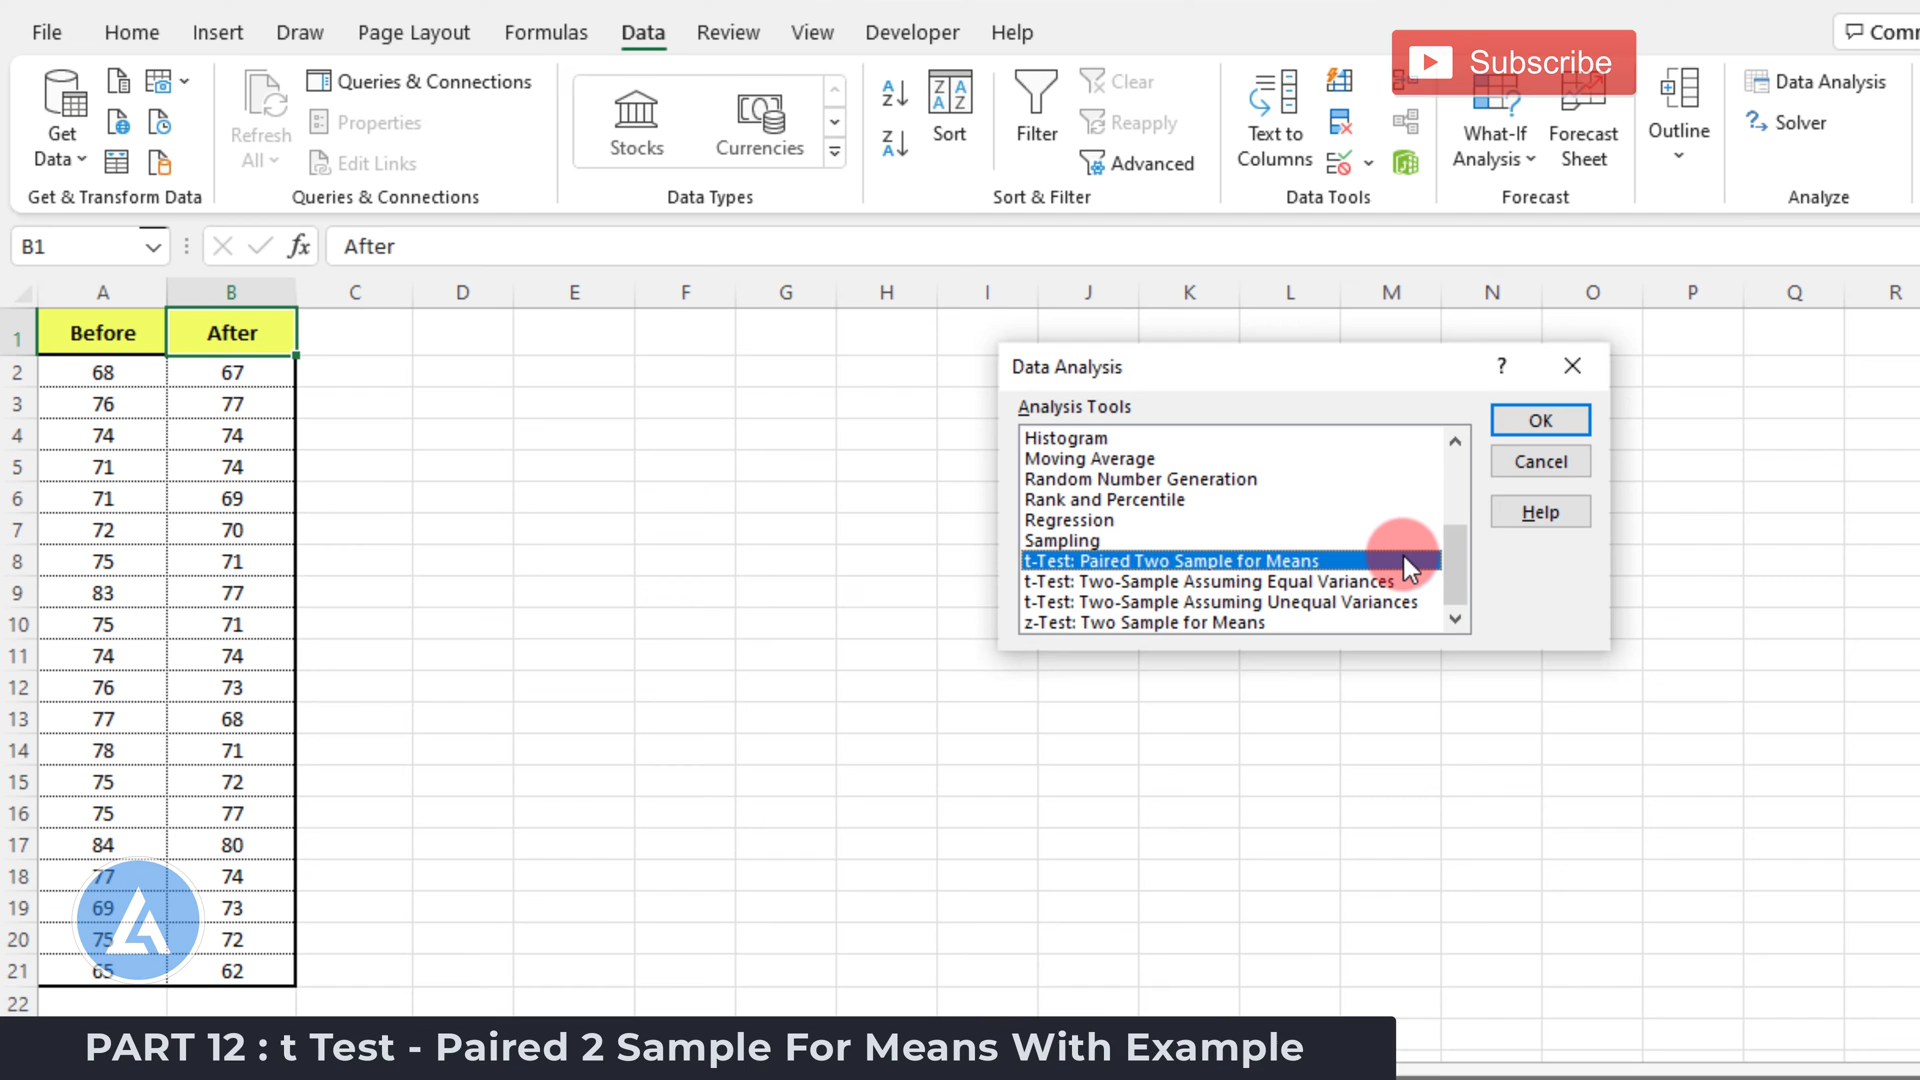 File Home Insert Draw Page Layout Formulas Data Review View Developer Help
Subscribe
Get Data
Refresh All
Queries & Connections
Properties
Edit Links
Stocks
Currencies
Sort
Filter
Clear
Reapply
Advanced
Text to Columns
What-If Analysis
Forecast Sheet
Outline
Data Analysis
Solver
Get & Transform Data Queries & Connections Data Types Sort & Filter Data Tools Forecast Analyze
B1 fx After
A B C D E F G H I J K L M N O P Q R
1 Before After
2 68 67
3 76 77
4 74 74
5 71 74
6 71 69
7 72 70
8 75 71
9 83 77
10 75 71
11 74 74
12 76 73
13 77 68
14 78 71
15 75 72
16 75 77
17 84 80
18 77 74
19 69 73
20 75 72
21 65 62
22
Data Analysis ?
Analysis Tools
Histogram
Moving Average
Random Number Generation
Rank and Percentile
Regression
Sampling
t-Test: Paired Two Sample for Means
t-Test: Two-Sample Assuming Equal Variances
t-Test: Two-Sample Assuming Unequal Variances
z-Test: Two Sample for Means
OK
Cancel
Help
PART 12 : t Test - Paired 2 Sample For Means With Example